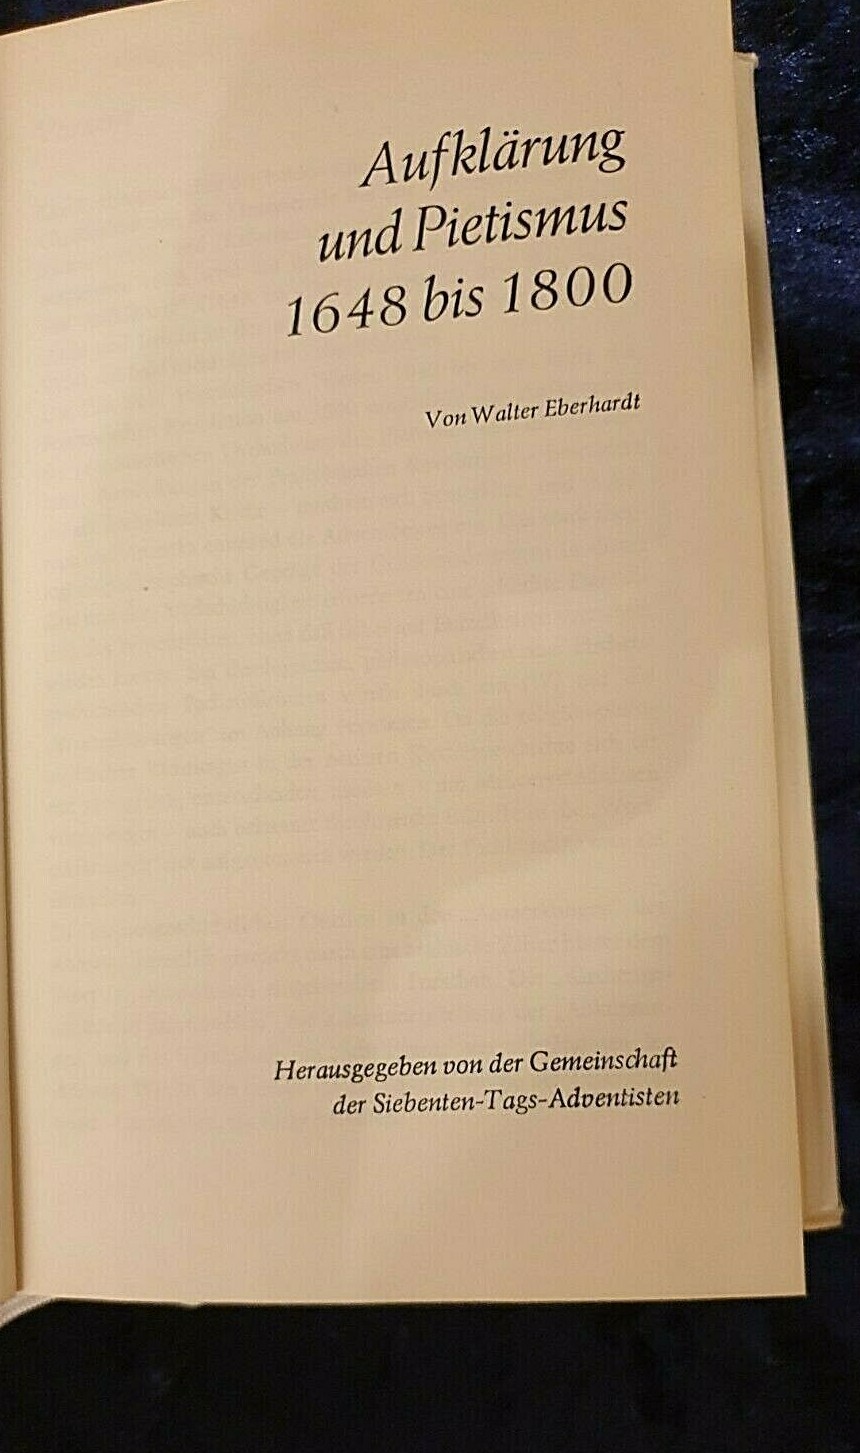 Aufklärung
und Pietismus
1648 bis 1800
Von Walter Eberhardt
Herausgegeben von der Gemeinschaft
der Siebenten-Tags-Adventisten